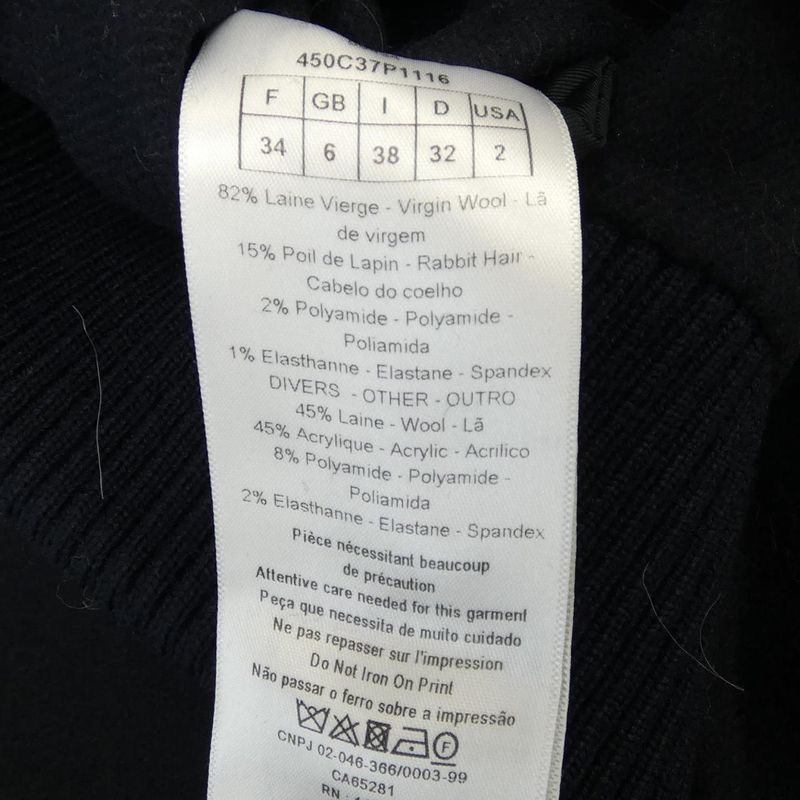 450C37P1116
F GB I D USA
34 6 38 32 2
82% Laine Vierge - Virgin Wool - Lã
de virgem
15% Poil de Lapin - Rabbit Hair -
Cabelo do coelho
2% Polyamide - Polyamide -
Poliamida
1% Elasthanne - Elastane - Spandex
DIVERS - OTHER - OUTRO
45% Laine - Wool - Lã
45% Acrylique - Acrylic - Acrilico
8% Polyamide - Polyamide -
Poliamida
2% Elasthanne - Elastane - Spandex
Pièce nécessitant beaucoup
de précaution
Attentive care needed for this garment
Peça que necessita de muito cuidado
Ne pas repasser sur l'impression
Do Not Iron On Print
Não passar o ferro sobre a impressão
F
CNPJ 02-046-366/0003-99
CA65281
RN :